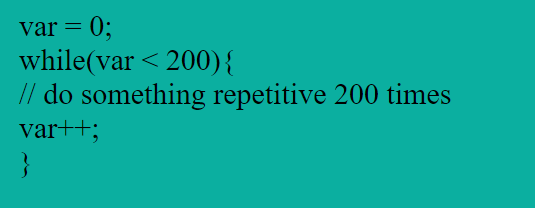 var = 0;
while(var < 200){
// do something repetitive 200 times
var++;
}